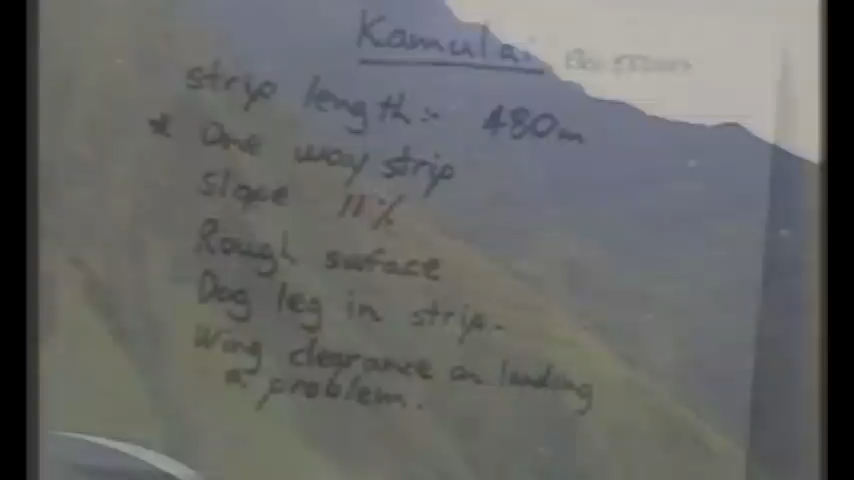 Kamulai
strip length:- 480m
* One way strip
slope 11%
Rough surface
Dog leg in strip.
Wing clearance on landing
a problem.